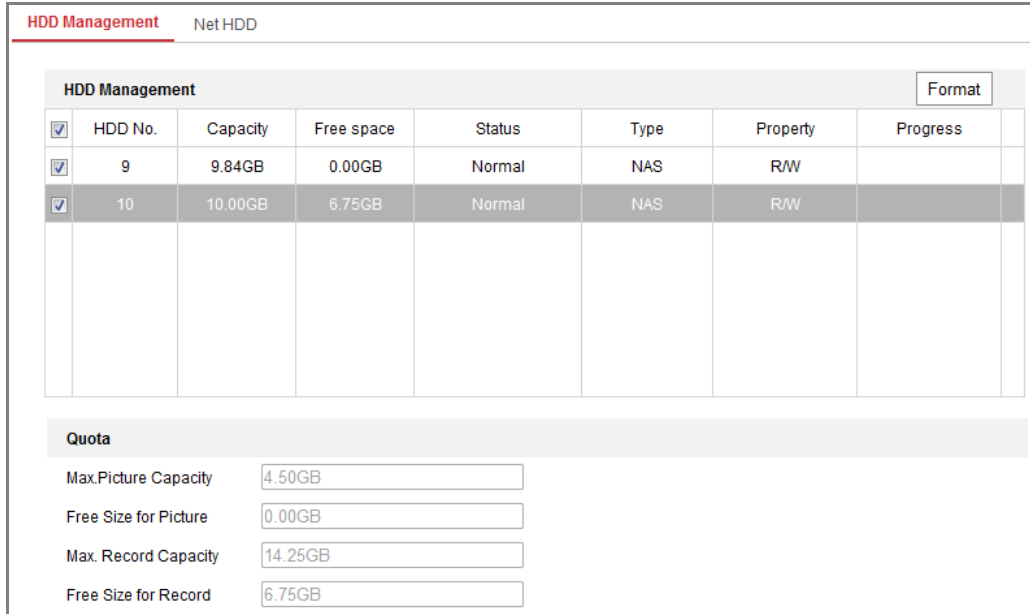 HDD Management Net HDD
HDD Management Format
HDD No. Capacity Free space Status Type Property Progress
9 9.84GB 0.00GB Normal NAS R/W
10 10.00GB 6.75GB Normal NAS R/W
Quota
Max.Picture Capacity 4.50GB
Free Size for Picture 0.00GB
Max. Record Capacity 14.25GB
Free Size for Record 6.75GB